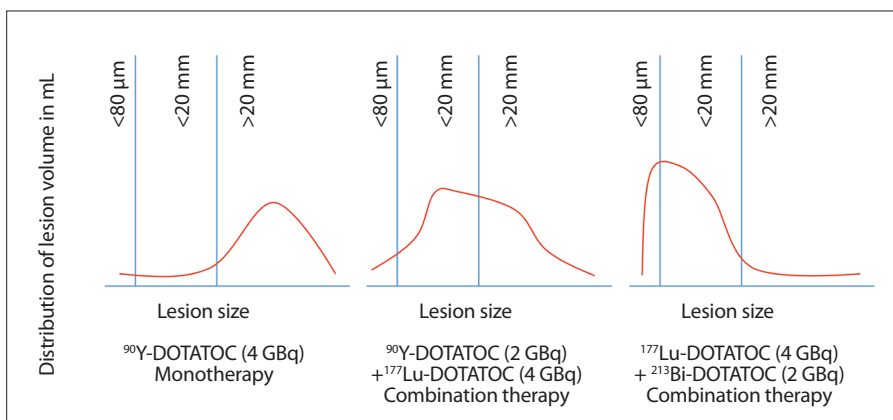 Distribution of lesion volume in mL
<80 µm
<20 mm
>20 mm
Lesion size
⁹⁰Y-DOTATOC (4 GBq)
Monotherapy
<80 µm
<20 mm
>20 mm
Lesion size
⁹⁰Y-DOTATOC (2 GBq)
+¹⁷⁷Lu-DOTATOC (4 GBq)
Combination therapy
<80 µm
<20 mm
>20 mm
Lesion size
¹⁷⁷Lu-DOTATOC (4 GBq)
+ ²¹³Bi-DOTATOC (2 GBq)
Combination therapy